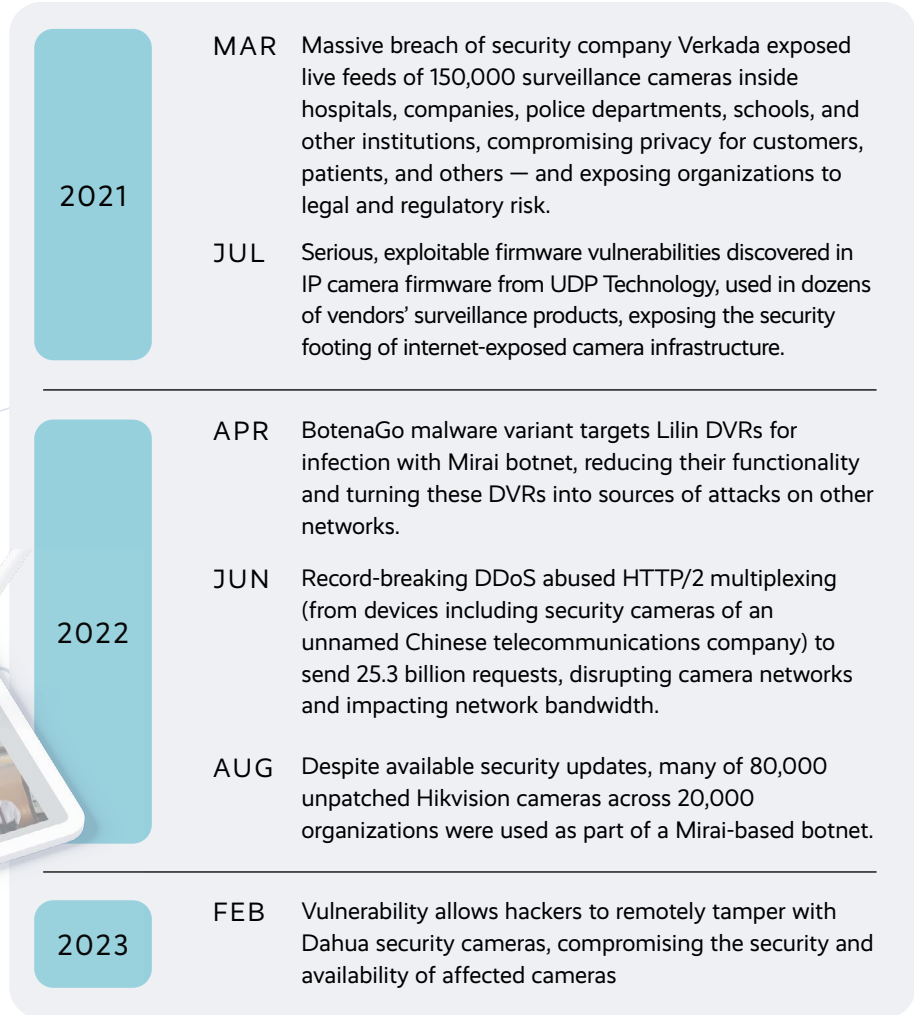 2021
MAR
Massive breach of security company Verkada exposed
live feeds of 150,000 surveillance cameras inside
hospitals, companies, police departments, schools, and
other institutions, compromising privacy for customers,
patients, and others — and exposing organizations to
legal and regulatory risk.
JUL
Serious, exploitable firmware vulnerabilities discovered in
IP camera firmware from UDP Technology, used in dozens
of vendors’ surveillance products, exposing the security
footing of internet-exposed camera infrastructure.
2022
APR
BotenaGo malware variant targets Lilin DVRs for
infection with Mirai botnet, reducing their functionality
and turning these DVRs into sources of attacks on other
networks.
JUN
Record-breaking DDoS abused HTTP/2 multiplexing
(from devices including security cameras of an
unnamed Chinese telecommunications company) to
send 25.3 billion requests, disrupting camera networks
and impacting network bandwidth.
AUG
Despite available security updates, many of 80,000
unpatched Hikvision cameras across 20,000
organizations were used as part of a Mirai-based botnet.
2023
FEB
Vulnerability allows hackers to remotely tamper with
Dahua security cameras, compromising the security and
availability of affected cameras